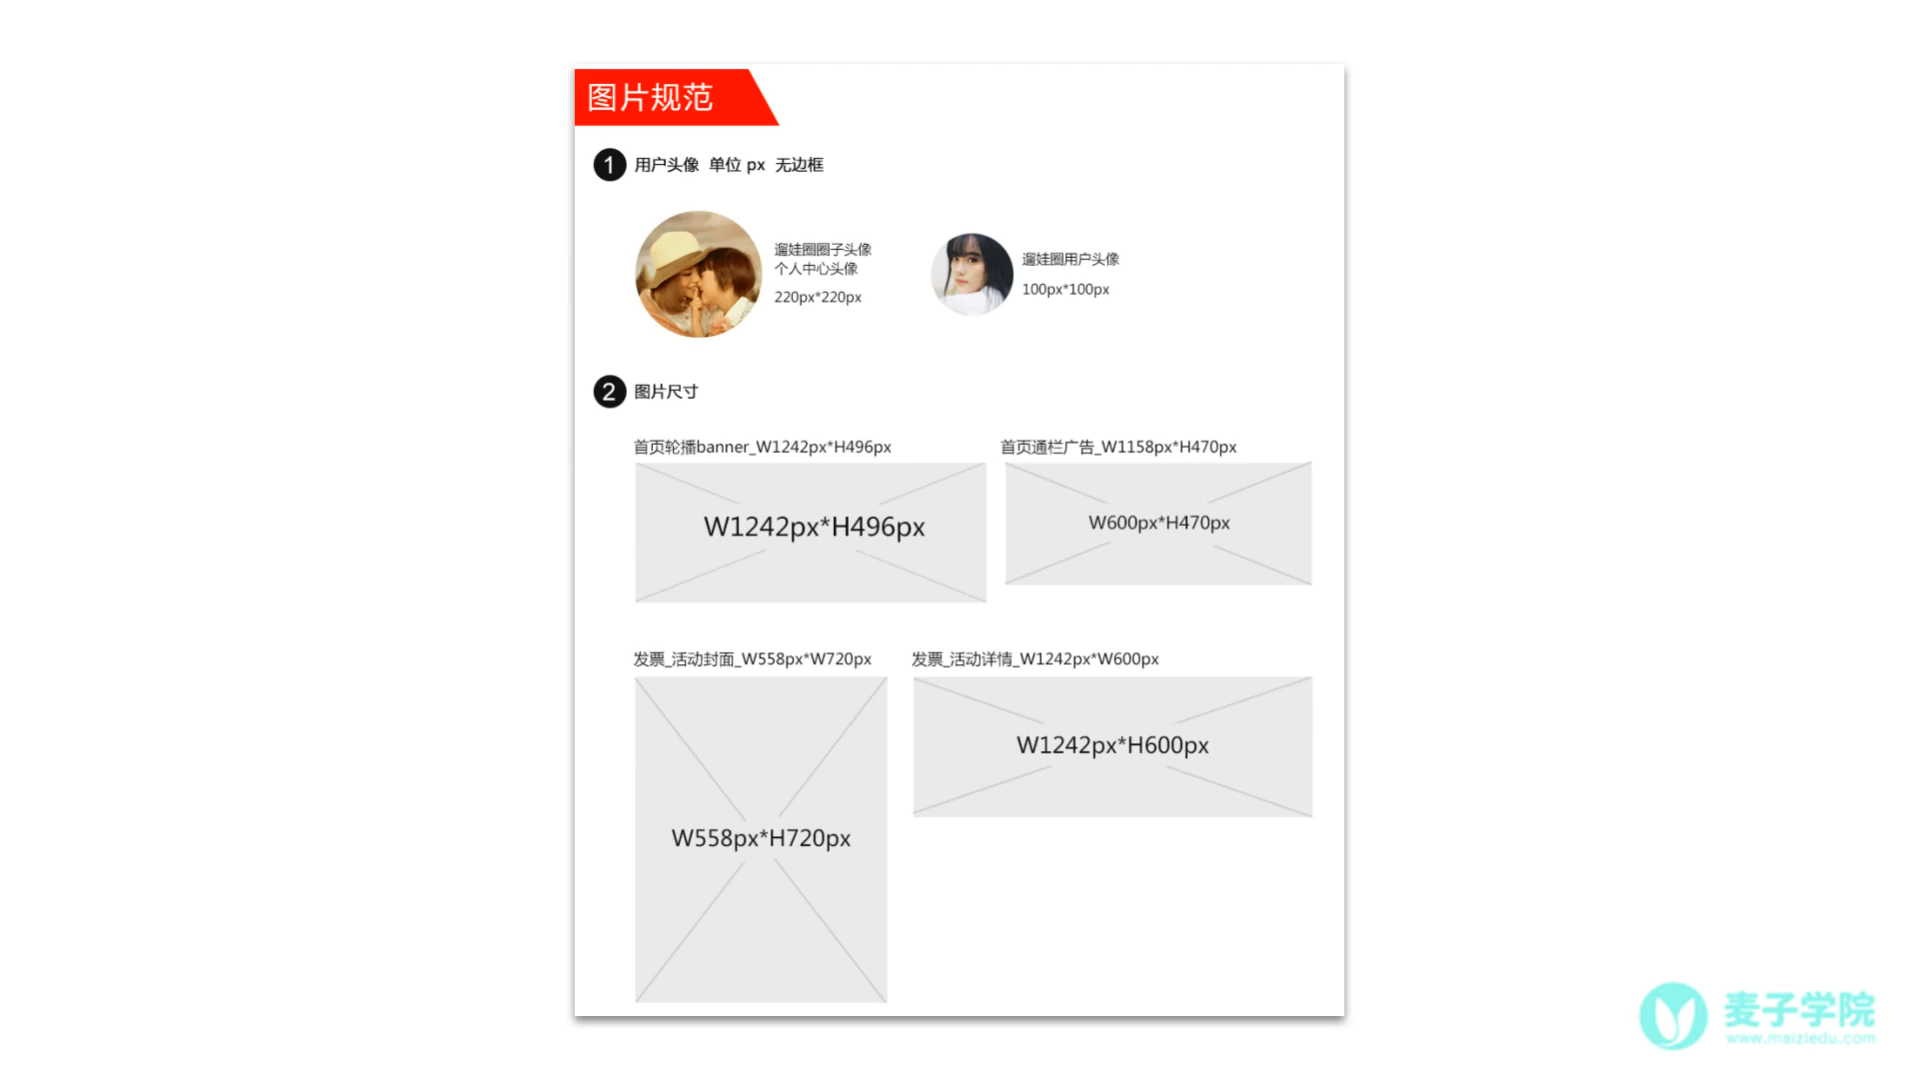 图片规范
1 用户头像 单位 px 无边框
遛娃圈圈子头像
个人中心头像
220px*220px
遛娃圈用户头像
100px*100px
2 图片尺寸
首页轮播banner_W1242px*H496px
首页通栏广告_W1158px*H470px
W1242px*H496px
W600px*H470px
发票_活动封面_W558px*W720px
发票_活动详情_W1242px*W600px
W1242px*H600px
W558px*H720px
麦子学院
www.maiziedu.com